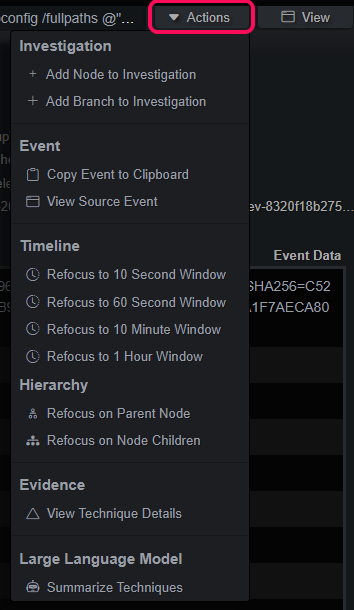 config /fullpaths @"...
Actions
View
Investigation
Add Node to Investigation
Add Branch to Investigation
Event
Copy Event to Clipboard
View Source Event
ev-8320f18b275...
Timeline
Event Data
Refocus to 10 Second Window
SHA256=C52
Refocus to 60 Second Window
A1F7AECA80
Refocus to 10 Minute Window
Refocus to 1 Hour Window
Hierarchy
Refocus on Parent Node
Refocus on Node Children
Evidence
View Technique Details
Large Language Model
Summarize Techniques